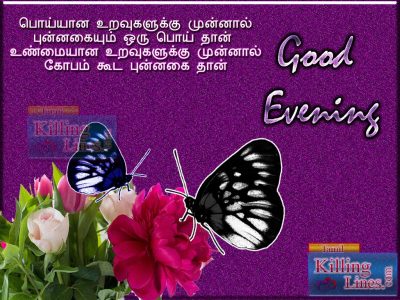 பொய்யான உறவுகளுக்கு முன்னால்
புன்னகையும் ஒரு பொய் தான்
உண்மையான உறவுகளுக்கு முன்னால்
கோபம் கூட புன்னகை தான்
Good
Evening
Killing
Lines
Tamil
Killing
Lines.com